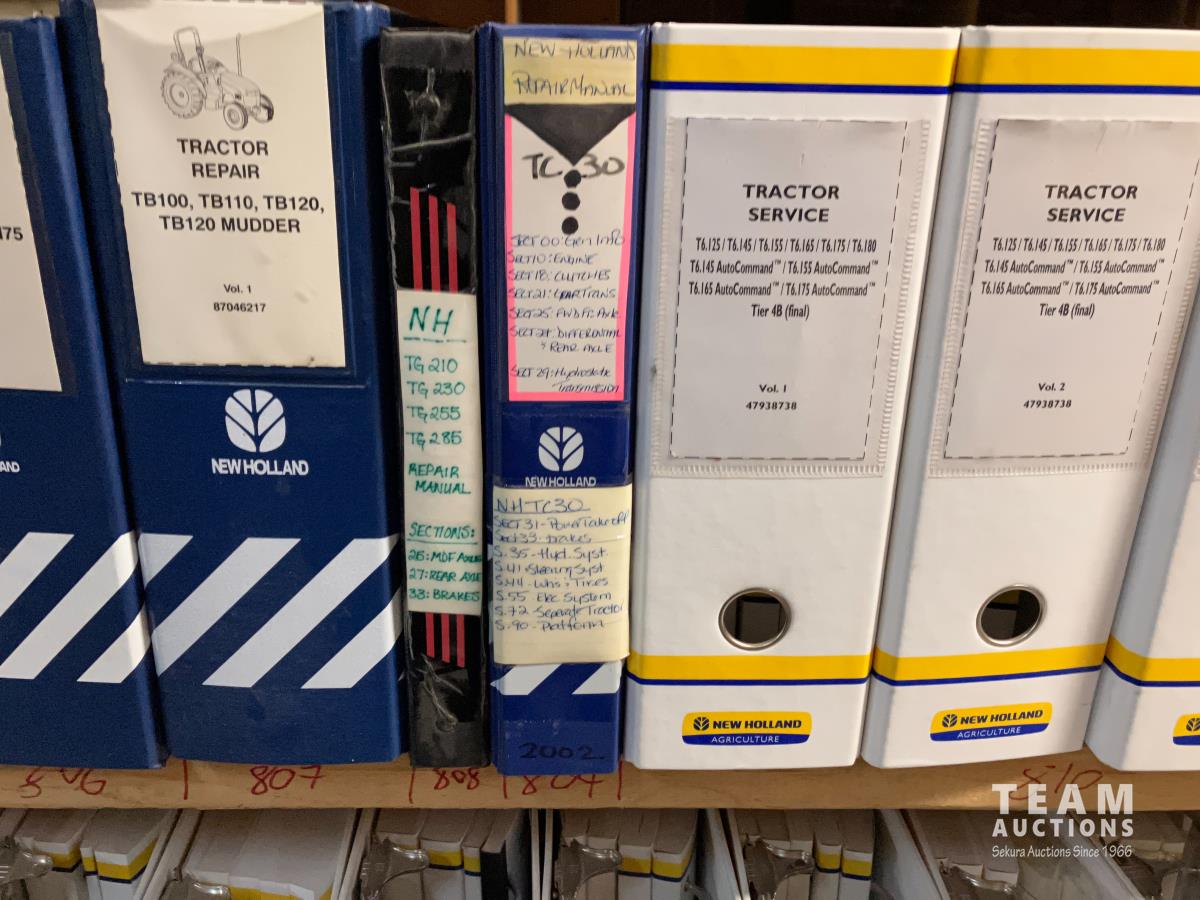 175
AND
TRACTOR
REPAIR
TB100, TB110, TB120,
TB120 MUDDER
Vol. 1
87046217
NEW HOLLAND
NH
TG 210
TG 230
TG 255
TG 285
REPAIR
MANUAL
SECTIONS:
25: MDF AXLE
27: REAR AXLE
33: BRAKES
NEW HOLLAND
REPAIR MANUAL
TC 30
SECT 00: Gen Info
SECT 10: ENGINE
SECT 18: CLUTCHES
SECT 21: GEAR TRANS
SECT 25: FWD FT. AXLE
SECT 27: DIFFERENTIAL
& REAR AXLE
SECT 29: Hydrostatic
Transmission
NEW HOLLAND
NH TC30
SECT 31 - Power Take off
Sect 33 - brakes
S. 35 - Hyd. Syst.
S. 41 - Steering Syst
S. 44 - Whs & Tires
S. 55 Elec System
S. 72 - Separate Tractor
S. 90 - Platform
2002
TRACTOR
SERVICE
T6.125 / T6.145 / T6.155 / T6.165 / T6.175 / T6.180
T6.145 AutoCommand™ / T6.155 AutoCommand™
T6.165 AutoCommand™ / T6.175 AutoCommand™
Tier 4B (final)
Vol. 1
47938738
NEW HOLLAND
AGRICULTURE
TRACTOR
SERVICE
T6.125 / T6.145 / T6.155 / T6.165 / T6.175 / T6.180
T6.145 AutoCommand™ / T6.155 AutoCommand™
T6.165 AutoCommand™ / T6.175 AutoCommand™
Tier 4B (final)
Vol. 2
47938738
NEW HOLLAND
AGRICULTURE
806 807 808 809 810
TEAM
AUCTIONS
Sekura Auctions Since 1966